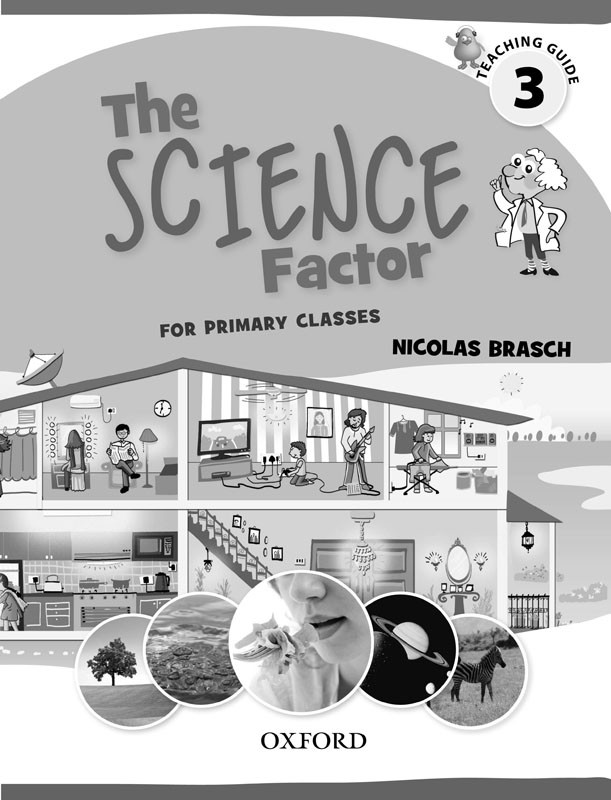 TEACHING GUIDE
3
The
SCIENCE
Factor
FOR PRIMARY CLASSES
NICOLAS BRASCH
OXFORD